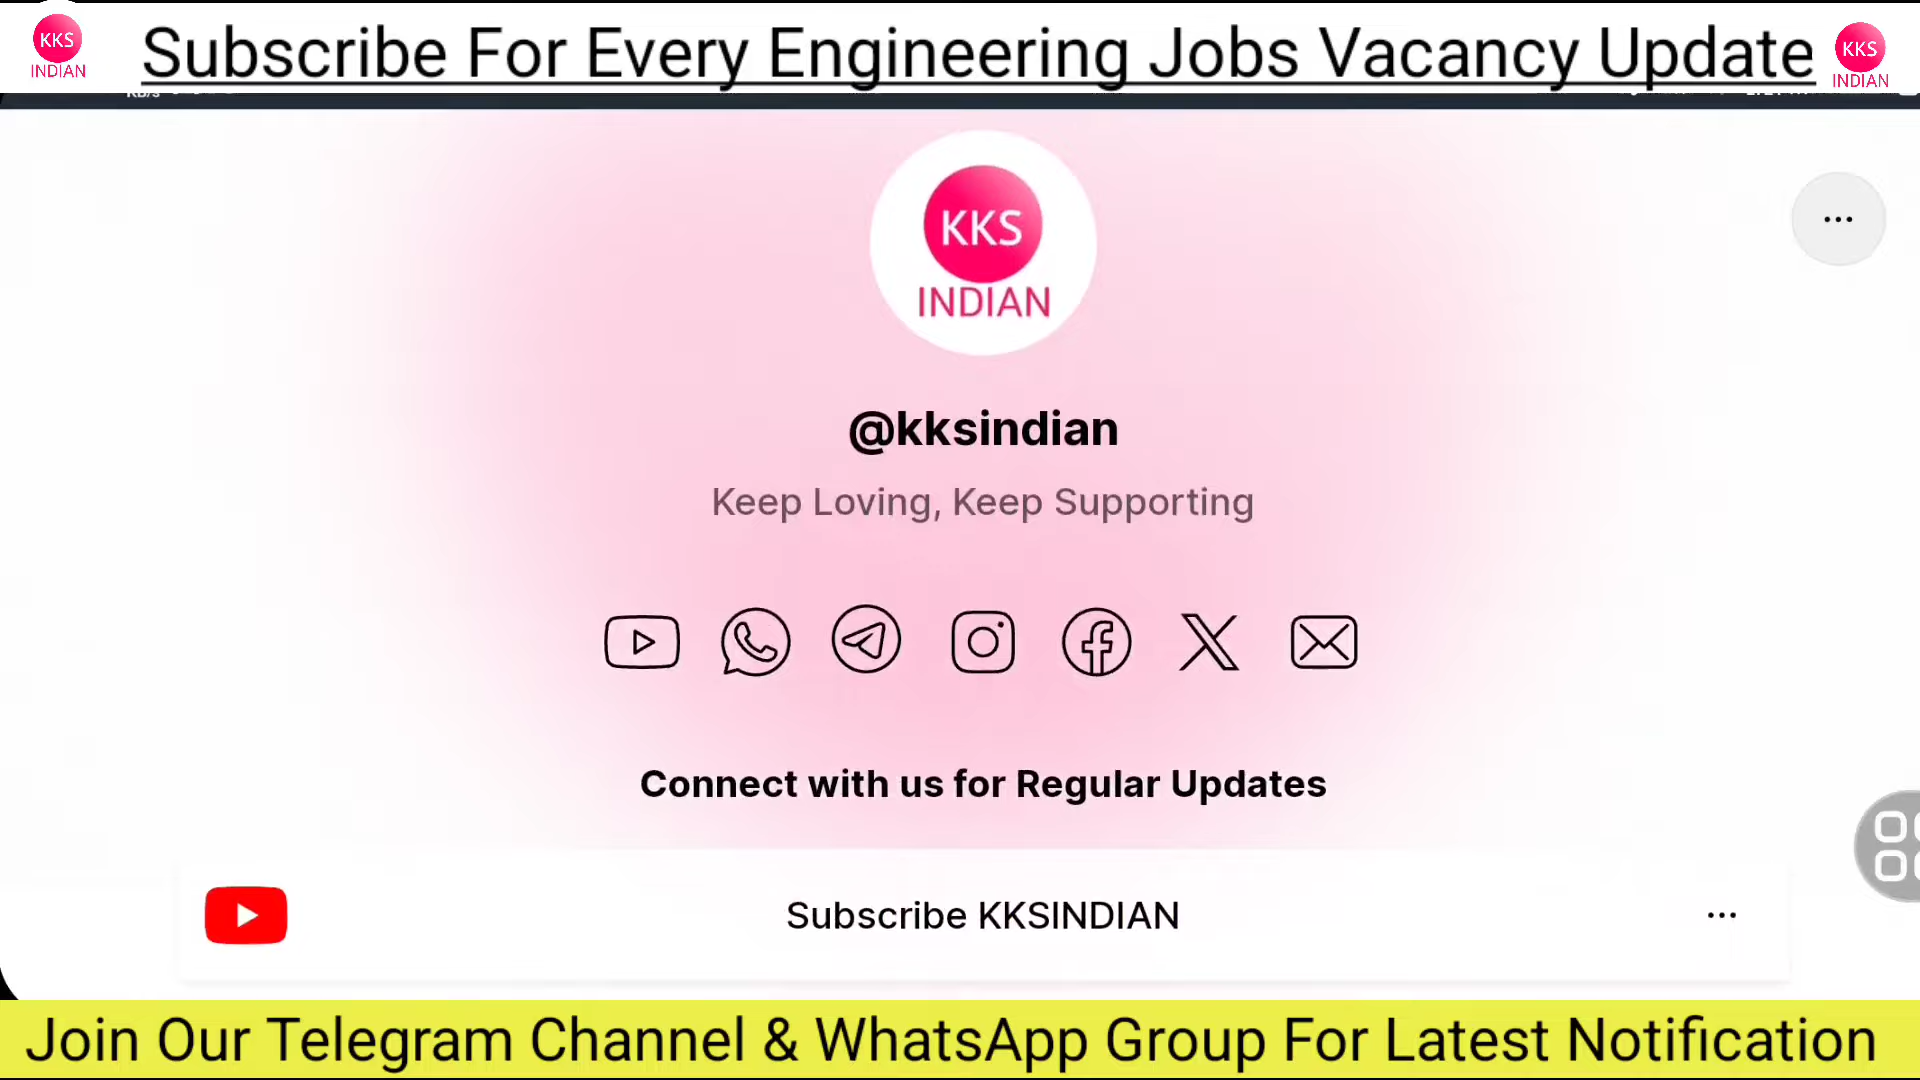 KKS
INDIAN
Subscribe For Every Engineering Jobs Vacancy Update
KKS
INDIAN
KB/s
KKS
INDIAN
@kksindian
Keep Loving, Keep Supporting
Connect with us for Regular Updates
Subscribe KKSINDIAN
Join Our Telegram Channel & WhatsApp Group For Latest Notification